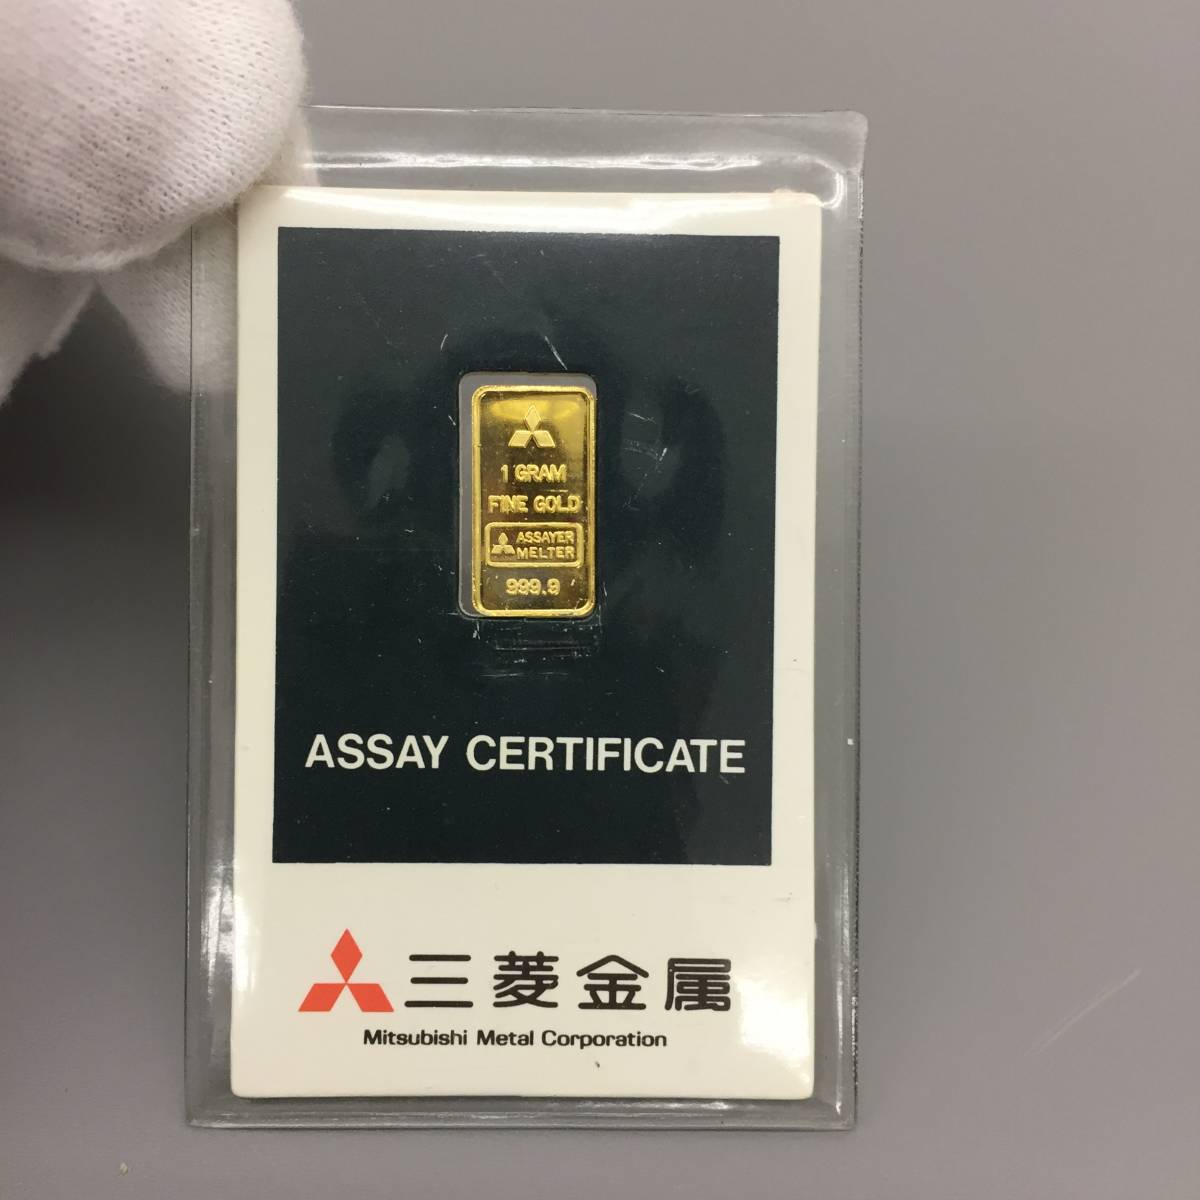 1 GRAM
FINE GOLD
ASSAYER
MELTER
999.9
ASSAY CERTIFICATE
三菱金属
Mitsubishi Metal Corporation